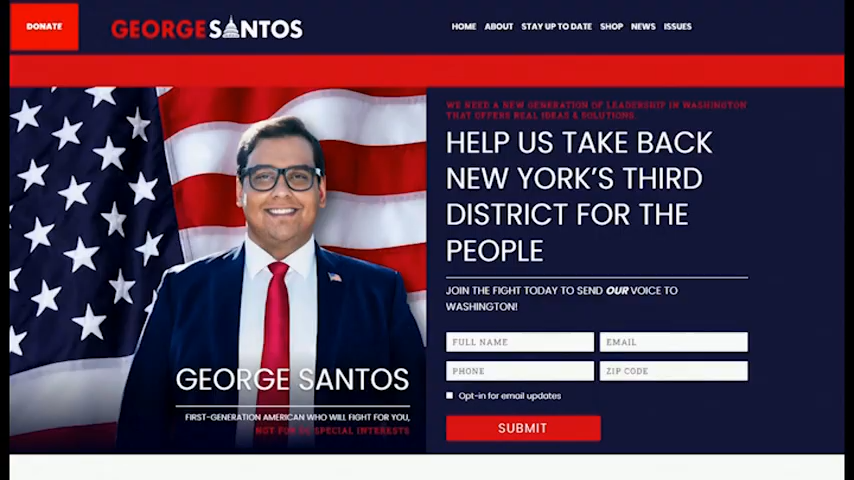 DONATE
GEORGE SANTOS
HOME ABOUT STAY UP TO DATE SHOP NEWS ISSUES
WE NEED A NEW GENERATION OF LEADERSHIP IN WASHINGTON
THAT OFFERS REAL IDEAS & SOLUTIONS.
HELP US TAKE BACK
NEW YORK'S THIRD
DISTRICT FOR THE
PEOPLE
JOIN THE FIGHT TODAY TO SEND OUR VOICE TO
WASHINGTON!
FULL NAME EMAIL
PHONE ZIP CODE
Opt-in for email updates
SUBMIT
GEORGE SANTOS
FIRST-GENERATION AMERICAN WHO WILL FIGHT FOR YOU,
NOT FOR SPECIAL INTERESTS